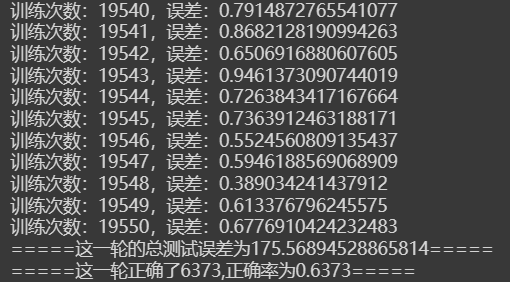 训练次数：19540，误差：0.7914872765541077
训练次数：19541，误差：0.8682128190994263
训练次数：19542，误差：0.6506916880607605
训练次数：19543，误差：0.9461373090744019
训练次数：19544，误差：0.7263843417167664
训练次数：19545，误差：0.7363912463188171
训练次数：19546，误差：0.5524560809135437
训练次数：19547，误差：0.5946188569068909
训练次数：19548，误差：0.389034241437912
训练次数：19549，误差：0.613376796245575
训练次数：19550，误差：0.6776910424232483
=====这一轮的总测试误差为175.56894528865814=====
=====这一轮正确了6373,正确率为0.6373=====